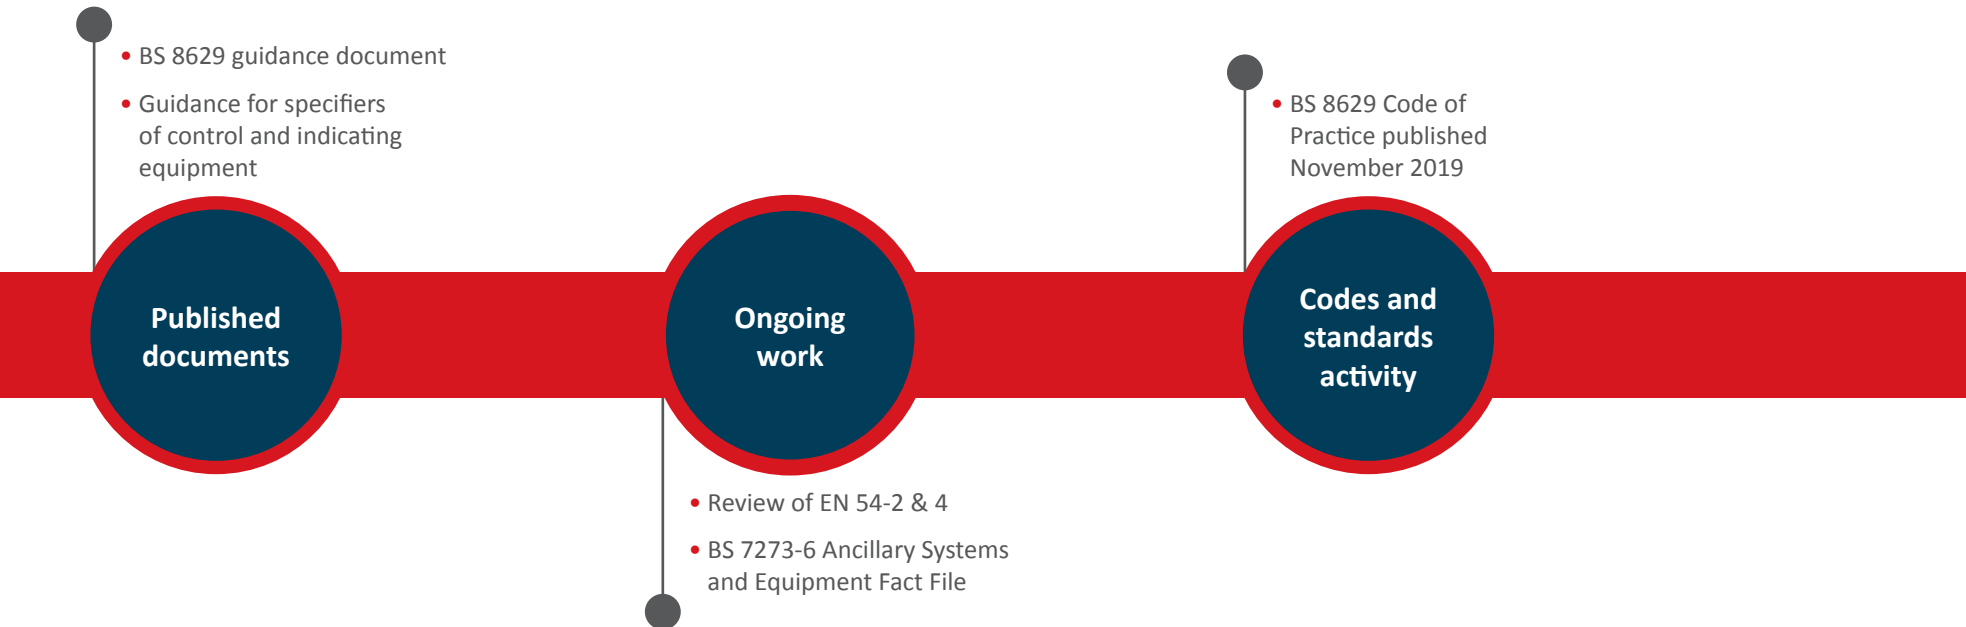 • BS 8629 guidance document
• Guidance for specifiers
of control and indicating
equipment
Published
documents
Ongoing
work
• Review of EN 54-2 & 4
• BS 7273-6 Ancillary Systems
and Equipment Fact File
• BS 8629 Code of
Practice published
November 2019
Codes and
standards
activity